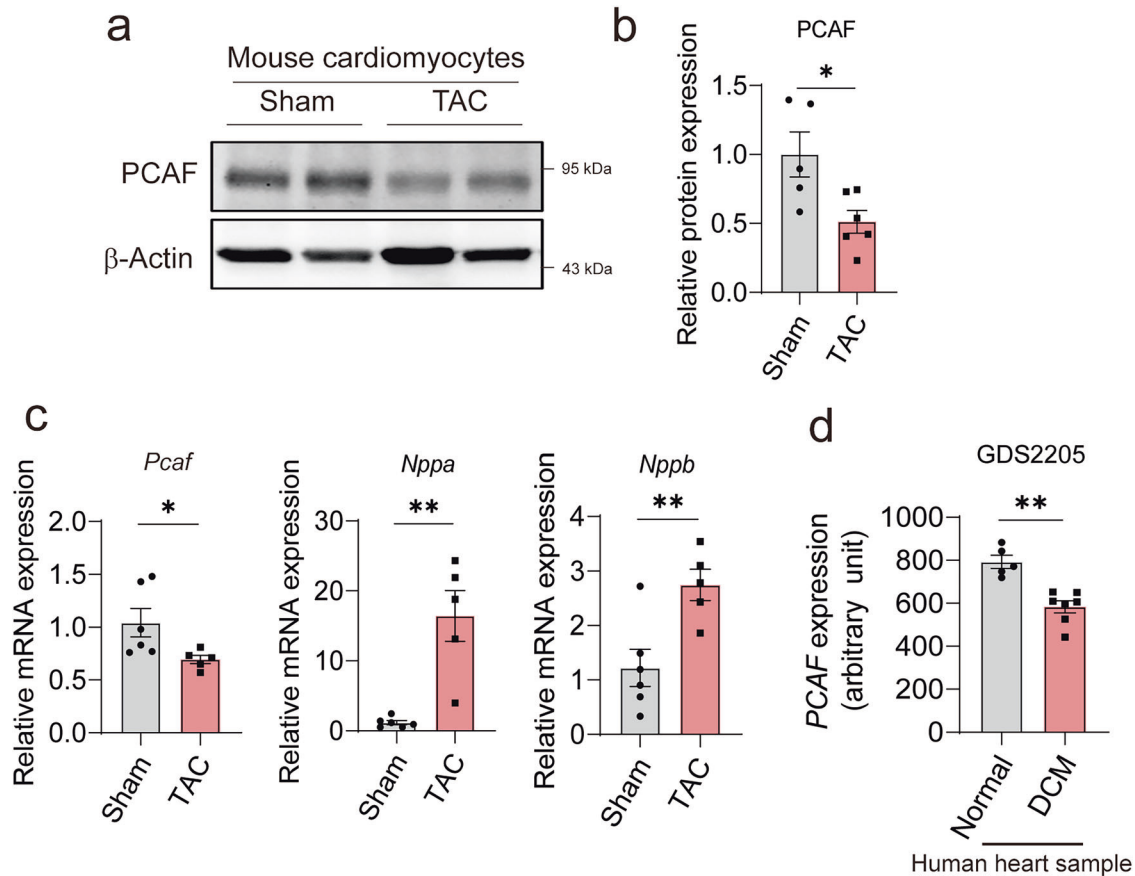 a
Mouse cardiomyocytes
Sham TAC
PCAF
95 kDa
β-Actin
43 kDa
b
PCAF
*
Relative protein expression
1.5
1.0
0.5
0.0
Sham
TAC
c
Pcaf
*
Relative mRNA expression
2.0
1.5
1.0
0.5
0.0
Sham
TAC
Nppa
**
Relative mRNA expression
30
20
10
0
Sham
TAC
Nppb
**
Relative mRNA expression
4
3
2
1
0
Sham
TAC
d
GDS2205
**
PCAF expression
(arbitrary unit)
1000
800
600
400
200
0
Normal
DCM
Human heart sample